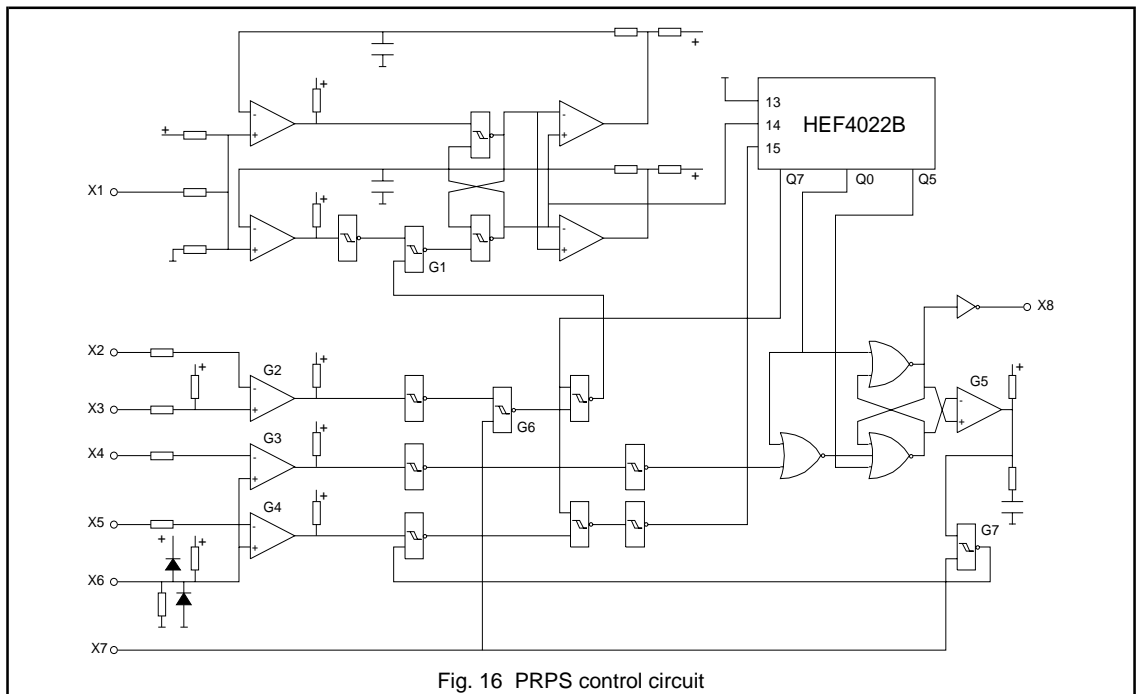 +
+
13
14
HEF4022B
15
+
Q7
Q0
Q5
-
+
+
X1
+
-
+
G1
X8
X2
+
+
G2
-
+
X3
G6
G5
+
-
+
X4
G3
+
-
+
X5
G4
+
-
+
+
+
X6
G7
X7
Fig. 16 PRPS control circuit